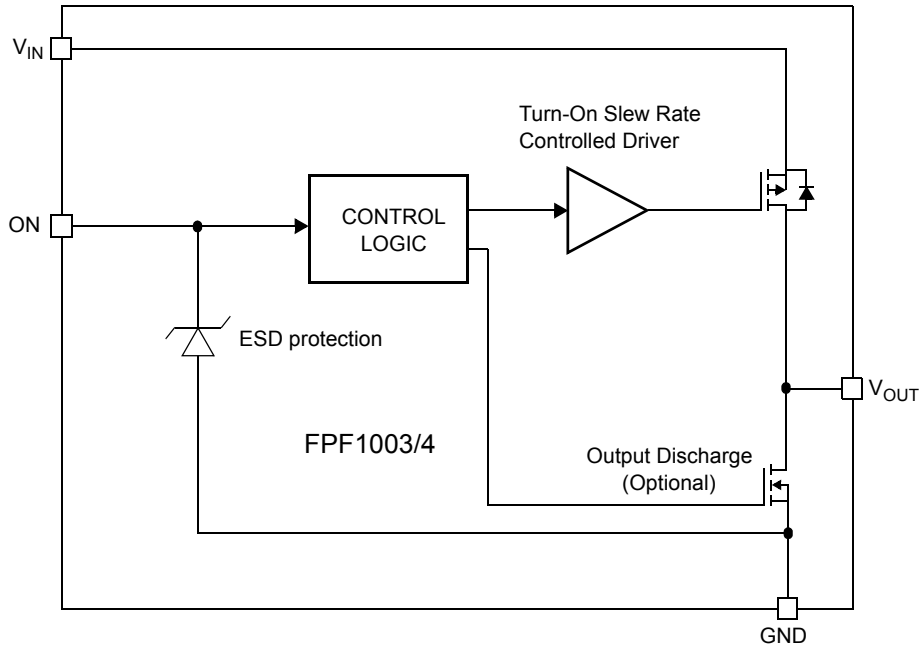 V_IN
Turn-On Slew Rate
Controlled Driver
ON
CONTROL
LOGIC
ESD protection
V_OUT
FPF1003/4
Output Discharge
(Optional)
GND